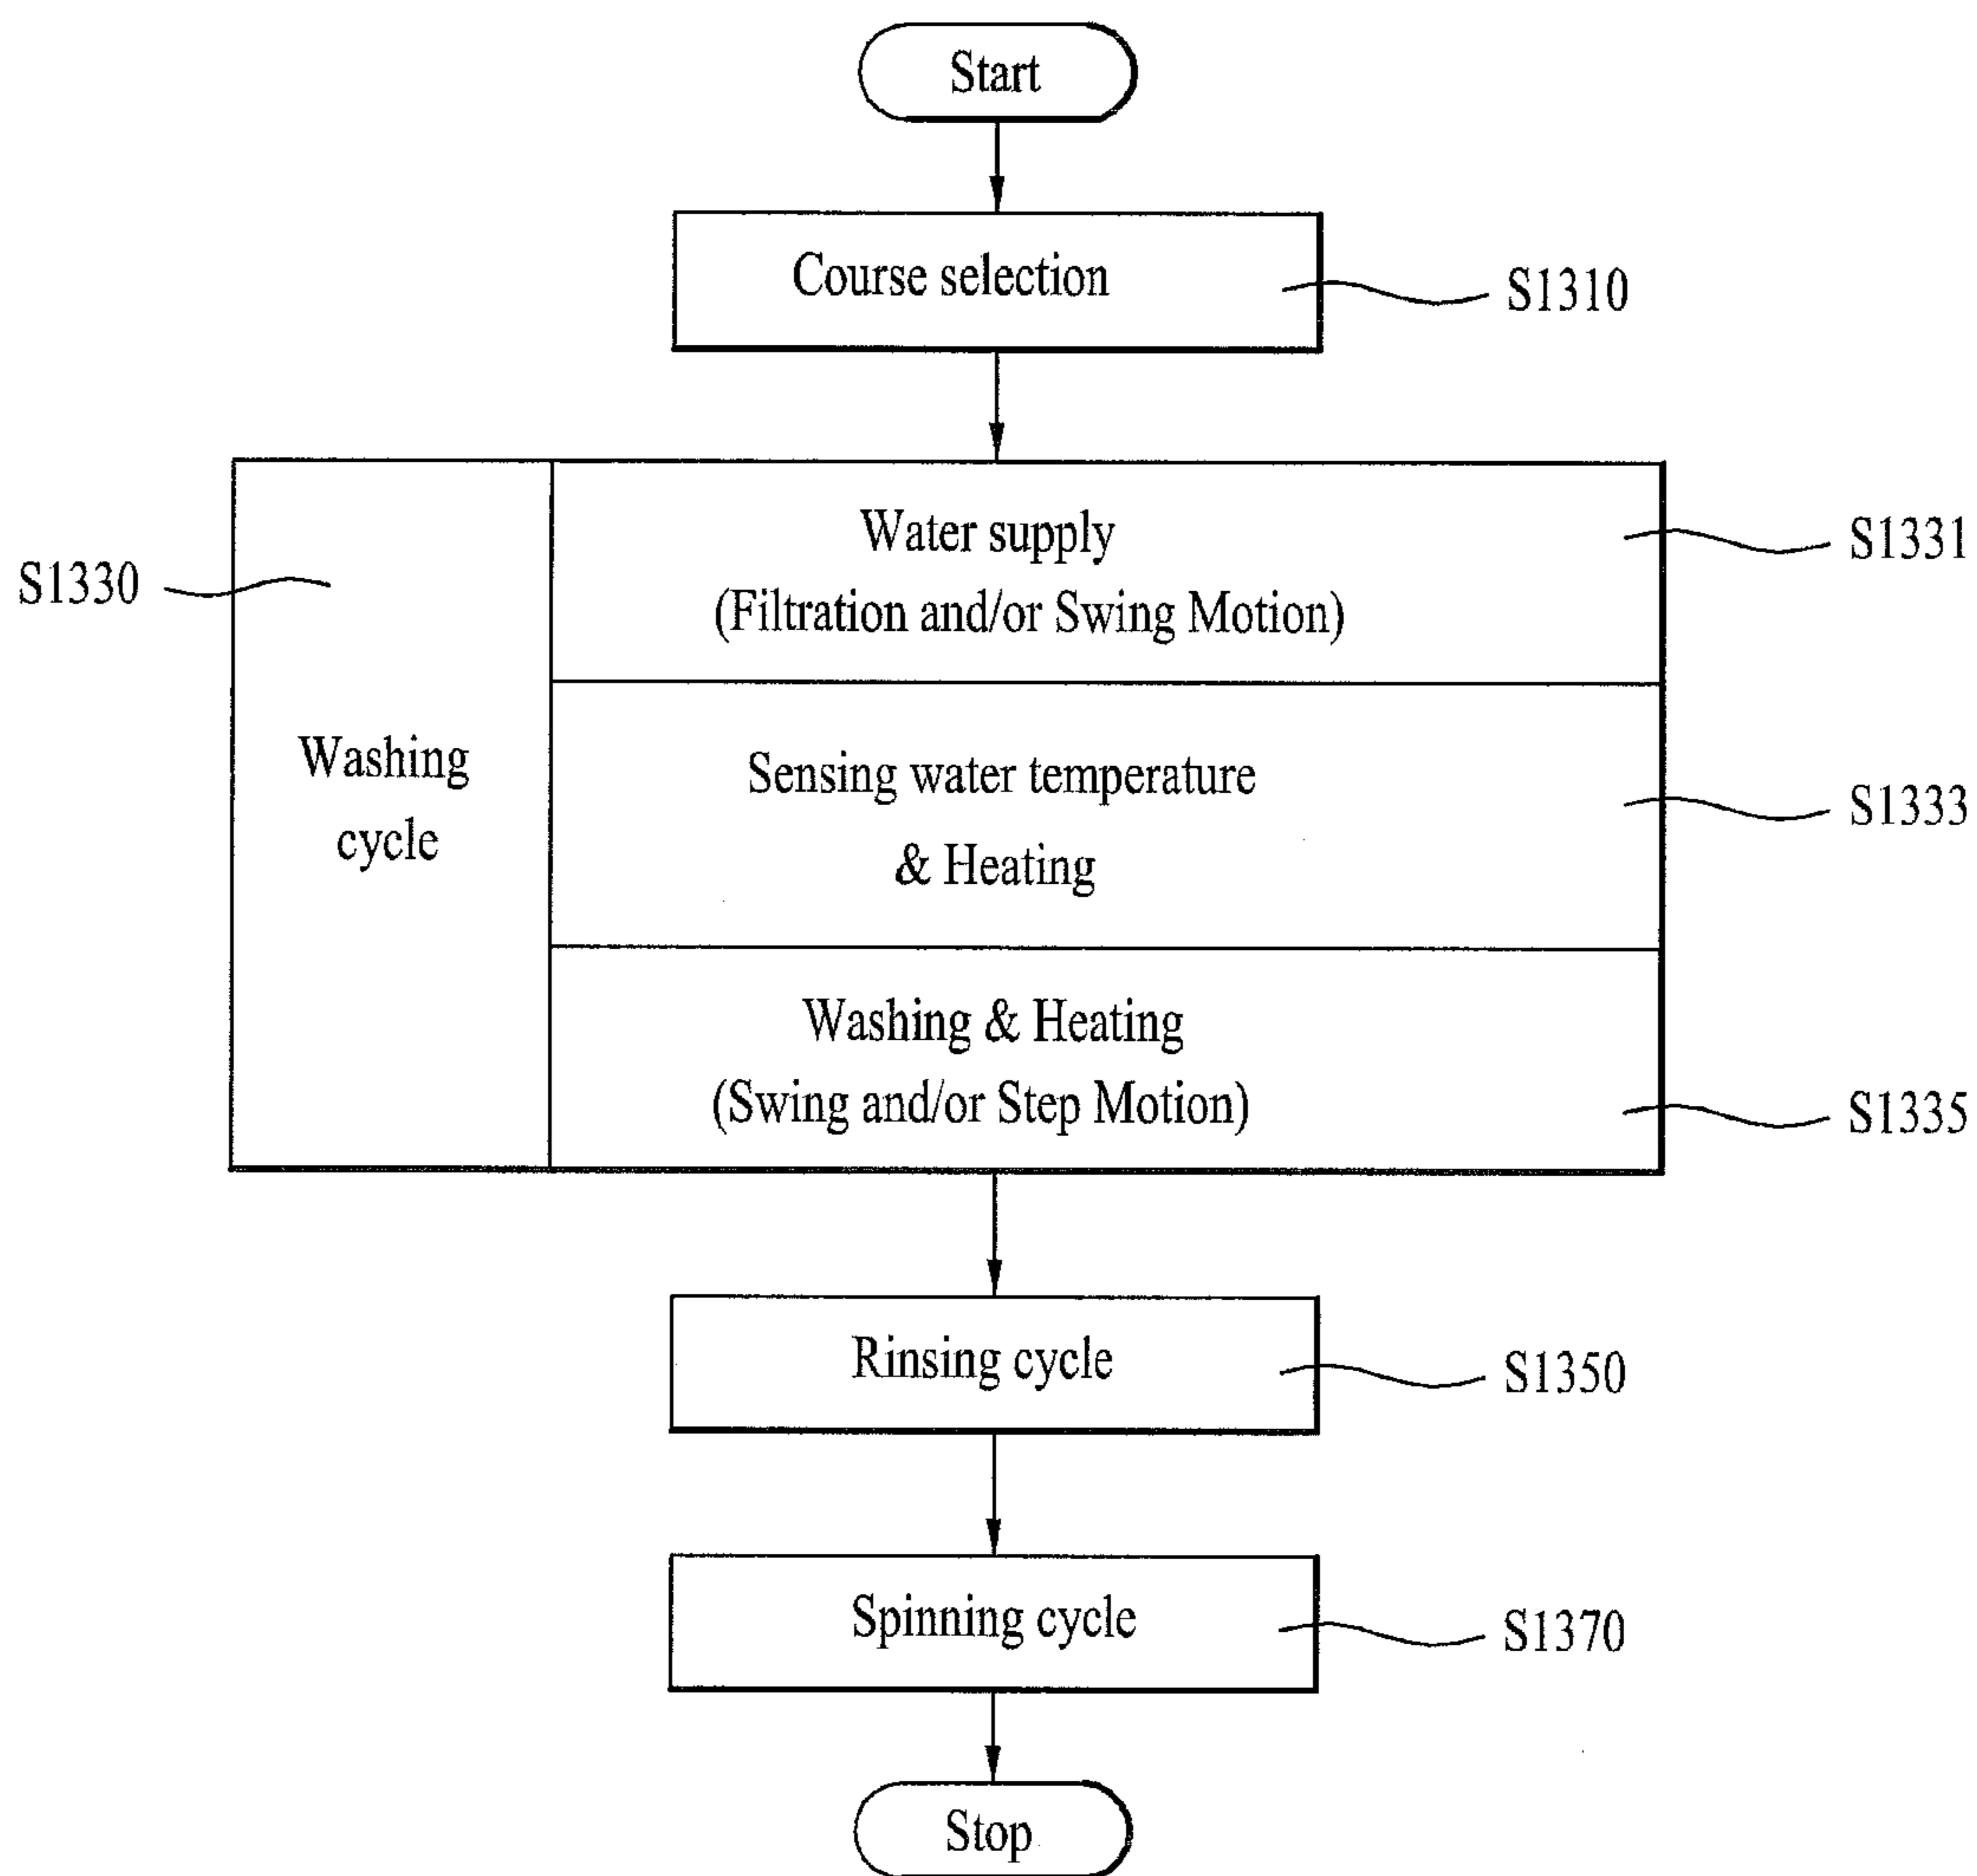 Start
Course selection
S1310
S1330
Washing
cycle
Water supply
(Filtration and/or Swing Motion)
S1331
Sensing water temperature
& Heating
S1333
Washing & Heating
(Swing and/or Step Motion)
S1335
Rinsing cycle
S1350
Spinning cycle
S1370
Stop